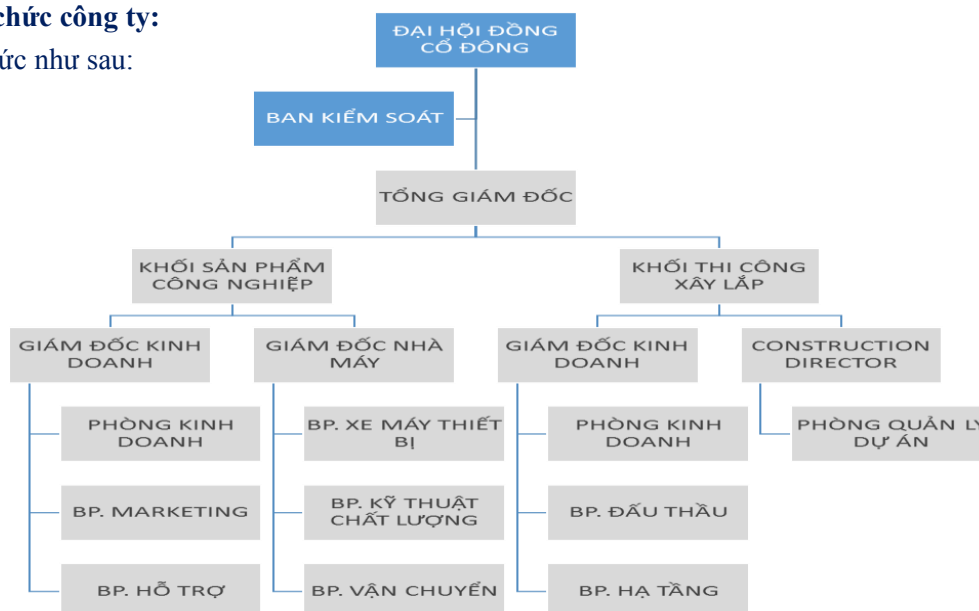 chức công ty:
ức như sau:
ĐẠI HỘI ĐỒNG
CỔ ĐÔNG
BAN KIỂM SOÁT
TỔNG GIÁM ĐỐC
KHỐI SẢN PHẨM
CÔNG NGHIỆP
KHỐI THI CÔNG
XÂY LẮP
GIÁM ĐỐC KINH
DOANH
GIÁM ĐỐC NHÀ
MÁY
GIÁM ĐỐC KINH
DOANH
CONSTRUCTION
DIRECTOR
PHÒNG KINH
DOANH
BP. XE MÁY THIẾT
BỊ
PHÒNG KINH
DOANH
PHÒNG QUẢN LÝ
DỰ ÁN
BP. MARKETING
BP. KỸ THUẬT
CHẤT LƯỢNG
BP. ĐẤU THẦU
BP. HỖ TRỢ
BP. VẬN CHUYỂN
BP. HẠ TẦNG